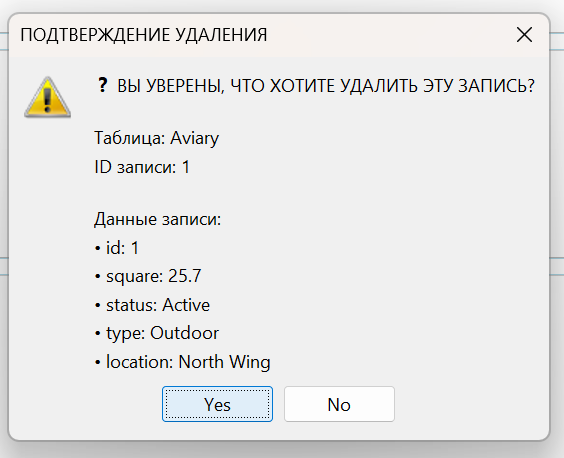 ПОДТВЕРЖДЕНИЕ УДАЛЕНИЯ
❓ ВЫ УВЕРЕНЫ, ЧТО ХОТИТЕ УДАЛИТЬ ЭТУ ЗАПИСЬ?
Таблица: Aviary
ID записи: 1
Данные записи:
• id: 1
• square: 25.7
• status: Active
• type: Outdoor
• location: North Wing
Yes
No